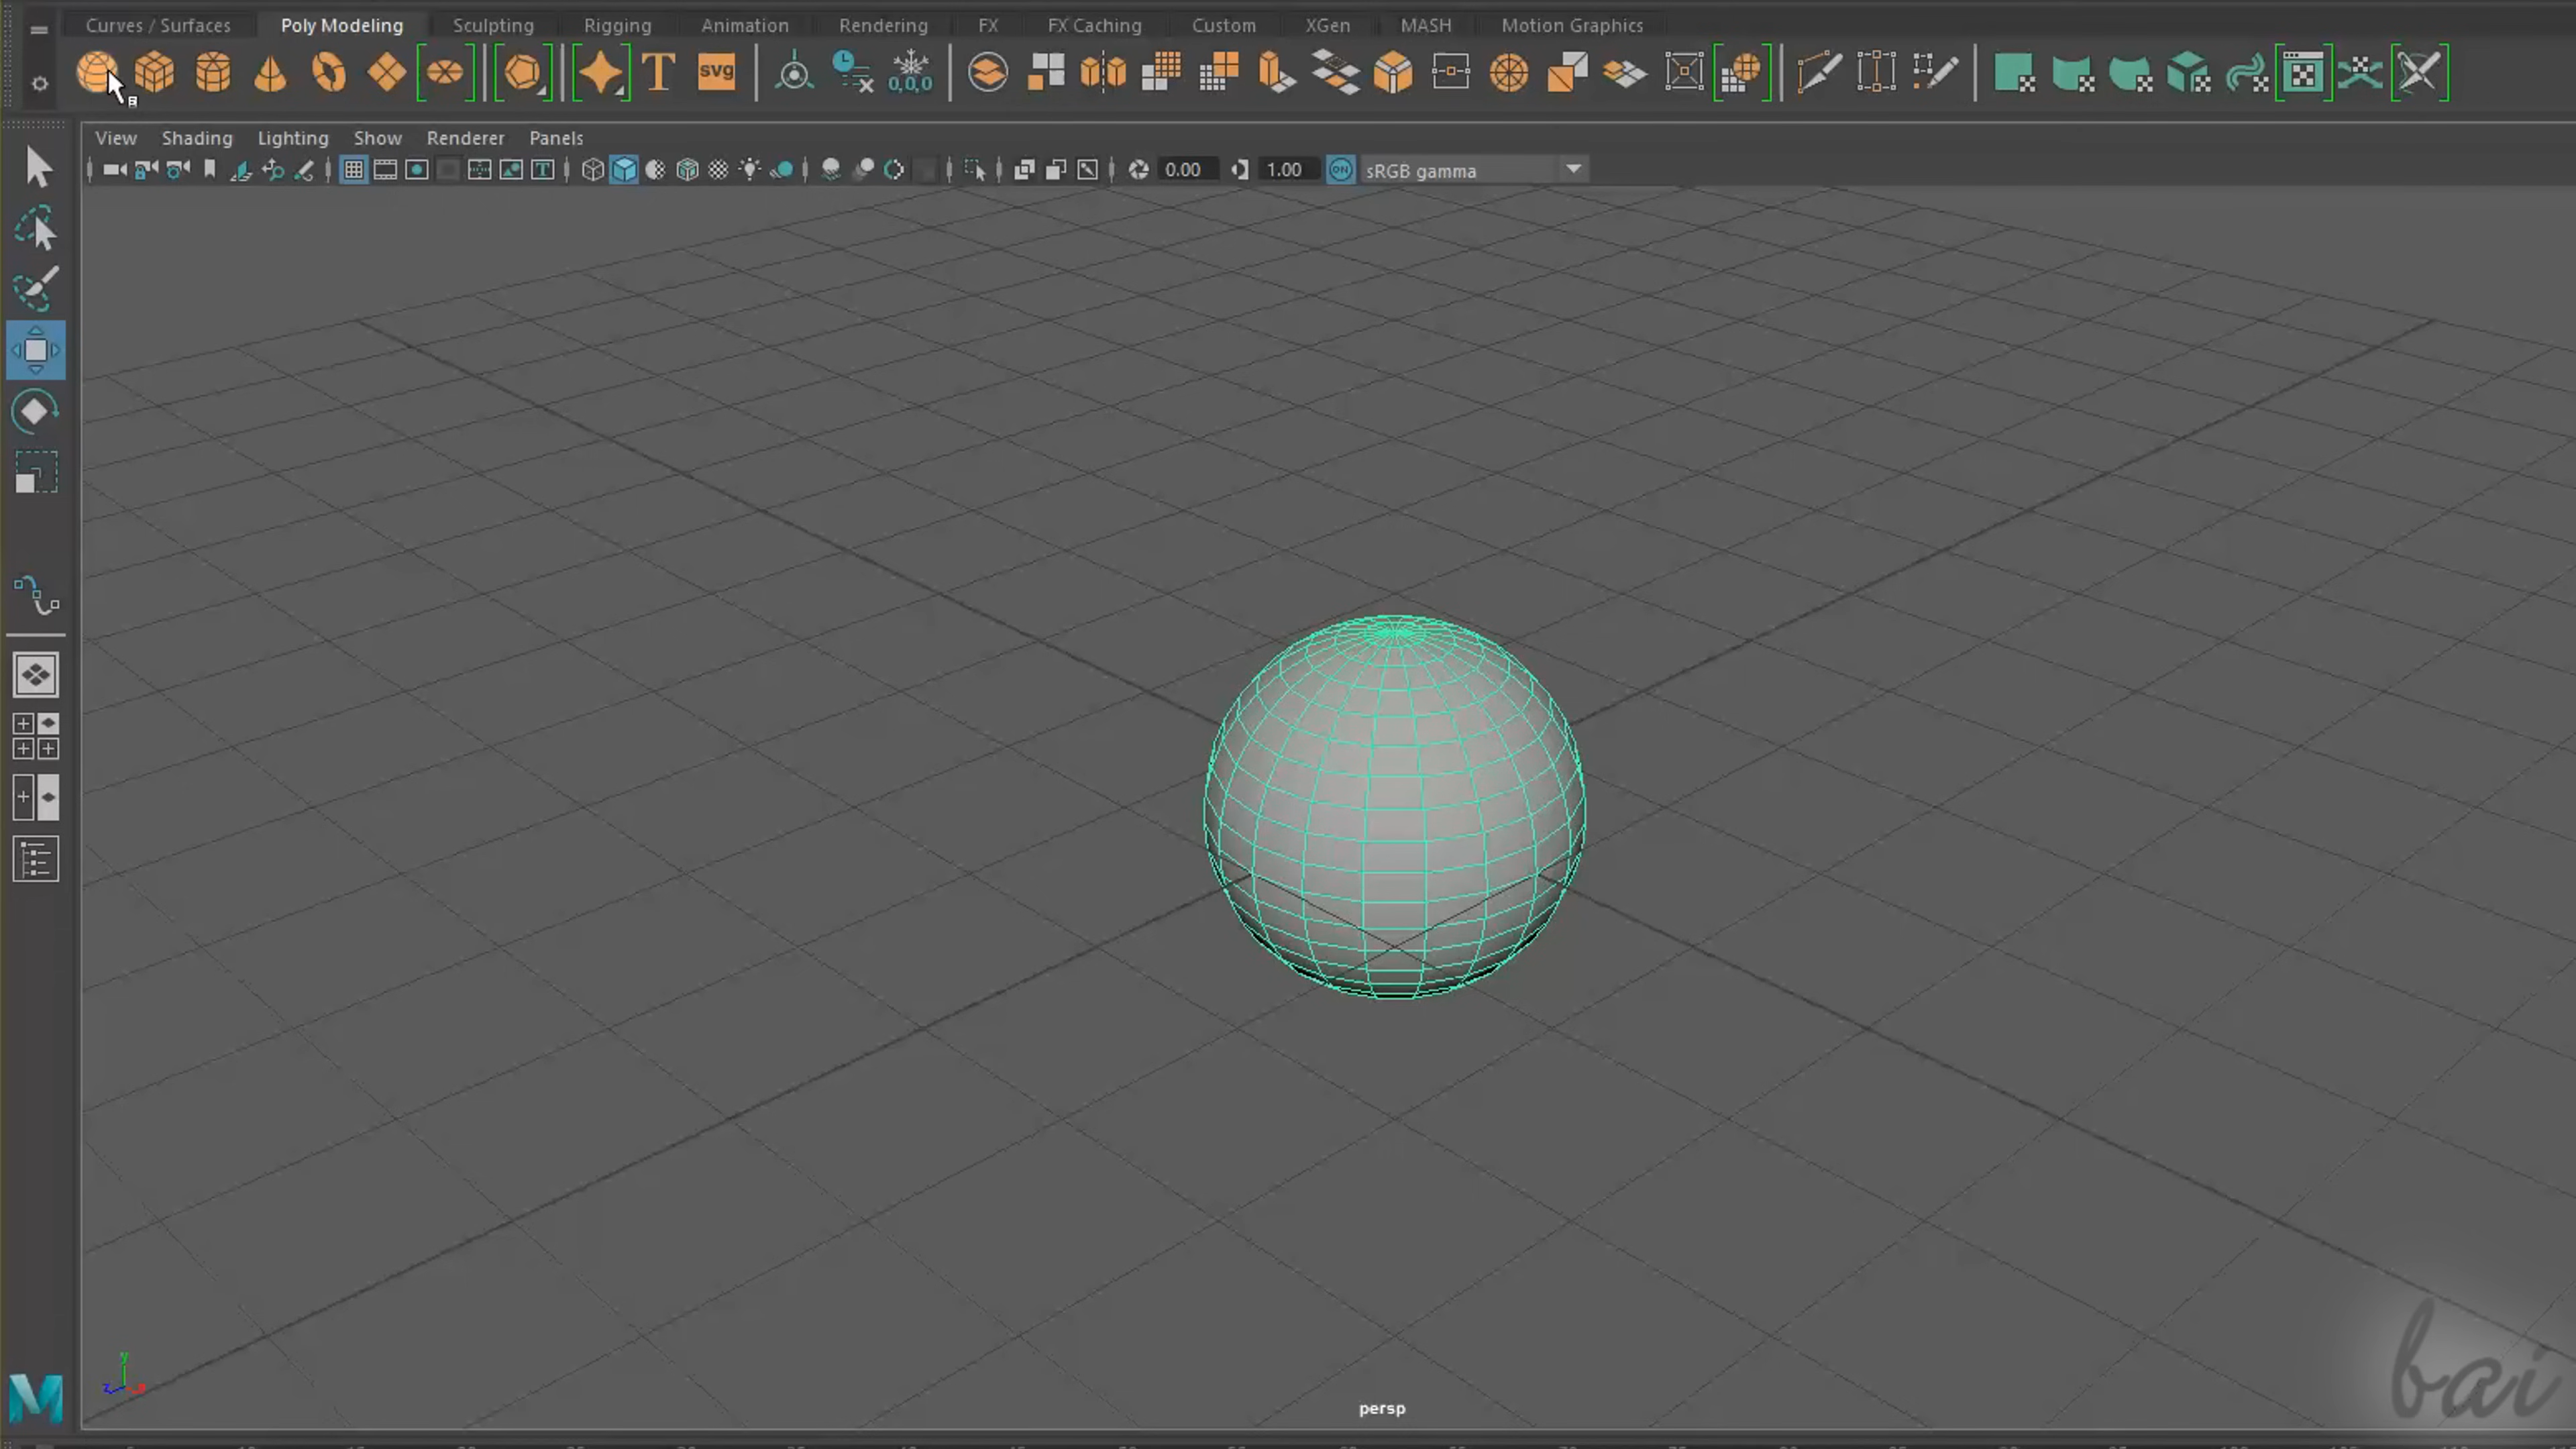 Curves / Surfaces Poly Modeling Sculpting Rigging Animation Rendering FX FX Caching Custom XGen MASH Motion Graphics
T svg 0,0,0
View Shading Lighting Show Renderer Panels
T 0.00 1.00 ON sRGB gamma
y
z x
persp
M
bai